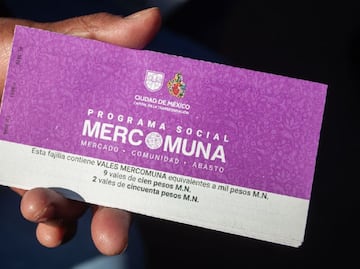 CIUDAD DE MÉXICO
CAPITAL DE LA TRANSFORMACIÓN
PROGRAMA SOCIAL
MERCOMUNA
MERCADO • COMUNIDAD • ABASTO
Esta fajilla contiene VALES MERCOMUNA equivalentes a mil pesos M.N.
9 vales de cien pesos M.N.
2 vales de cincuenta pesos M.N.